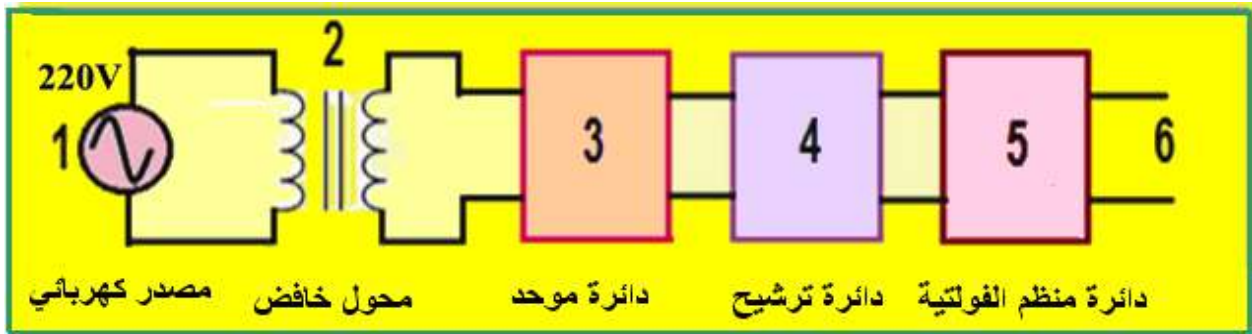 220V
1
2
3
4
5
6
مصدر كهربائي
محول خافض
دائرة موحد
دائرة ترشيح
دائرة منظم الفولتية